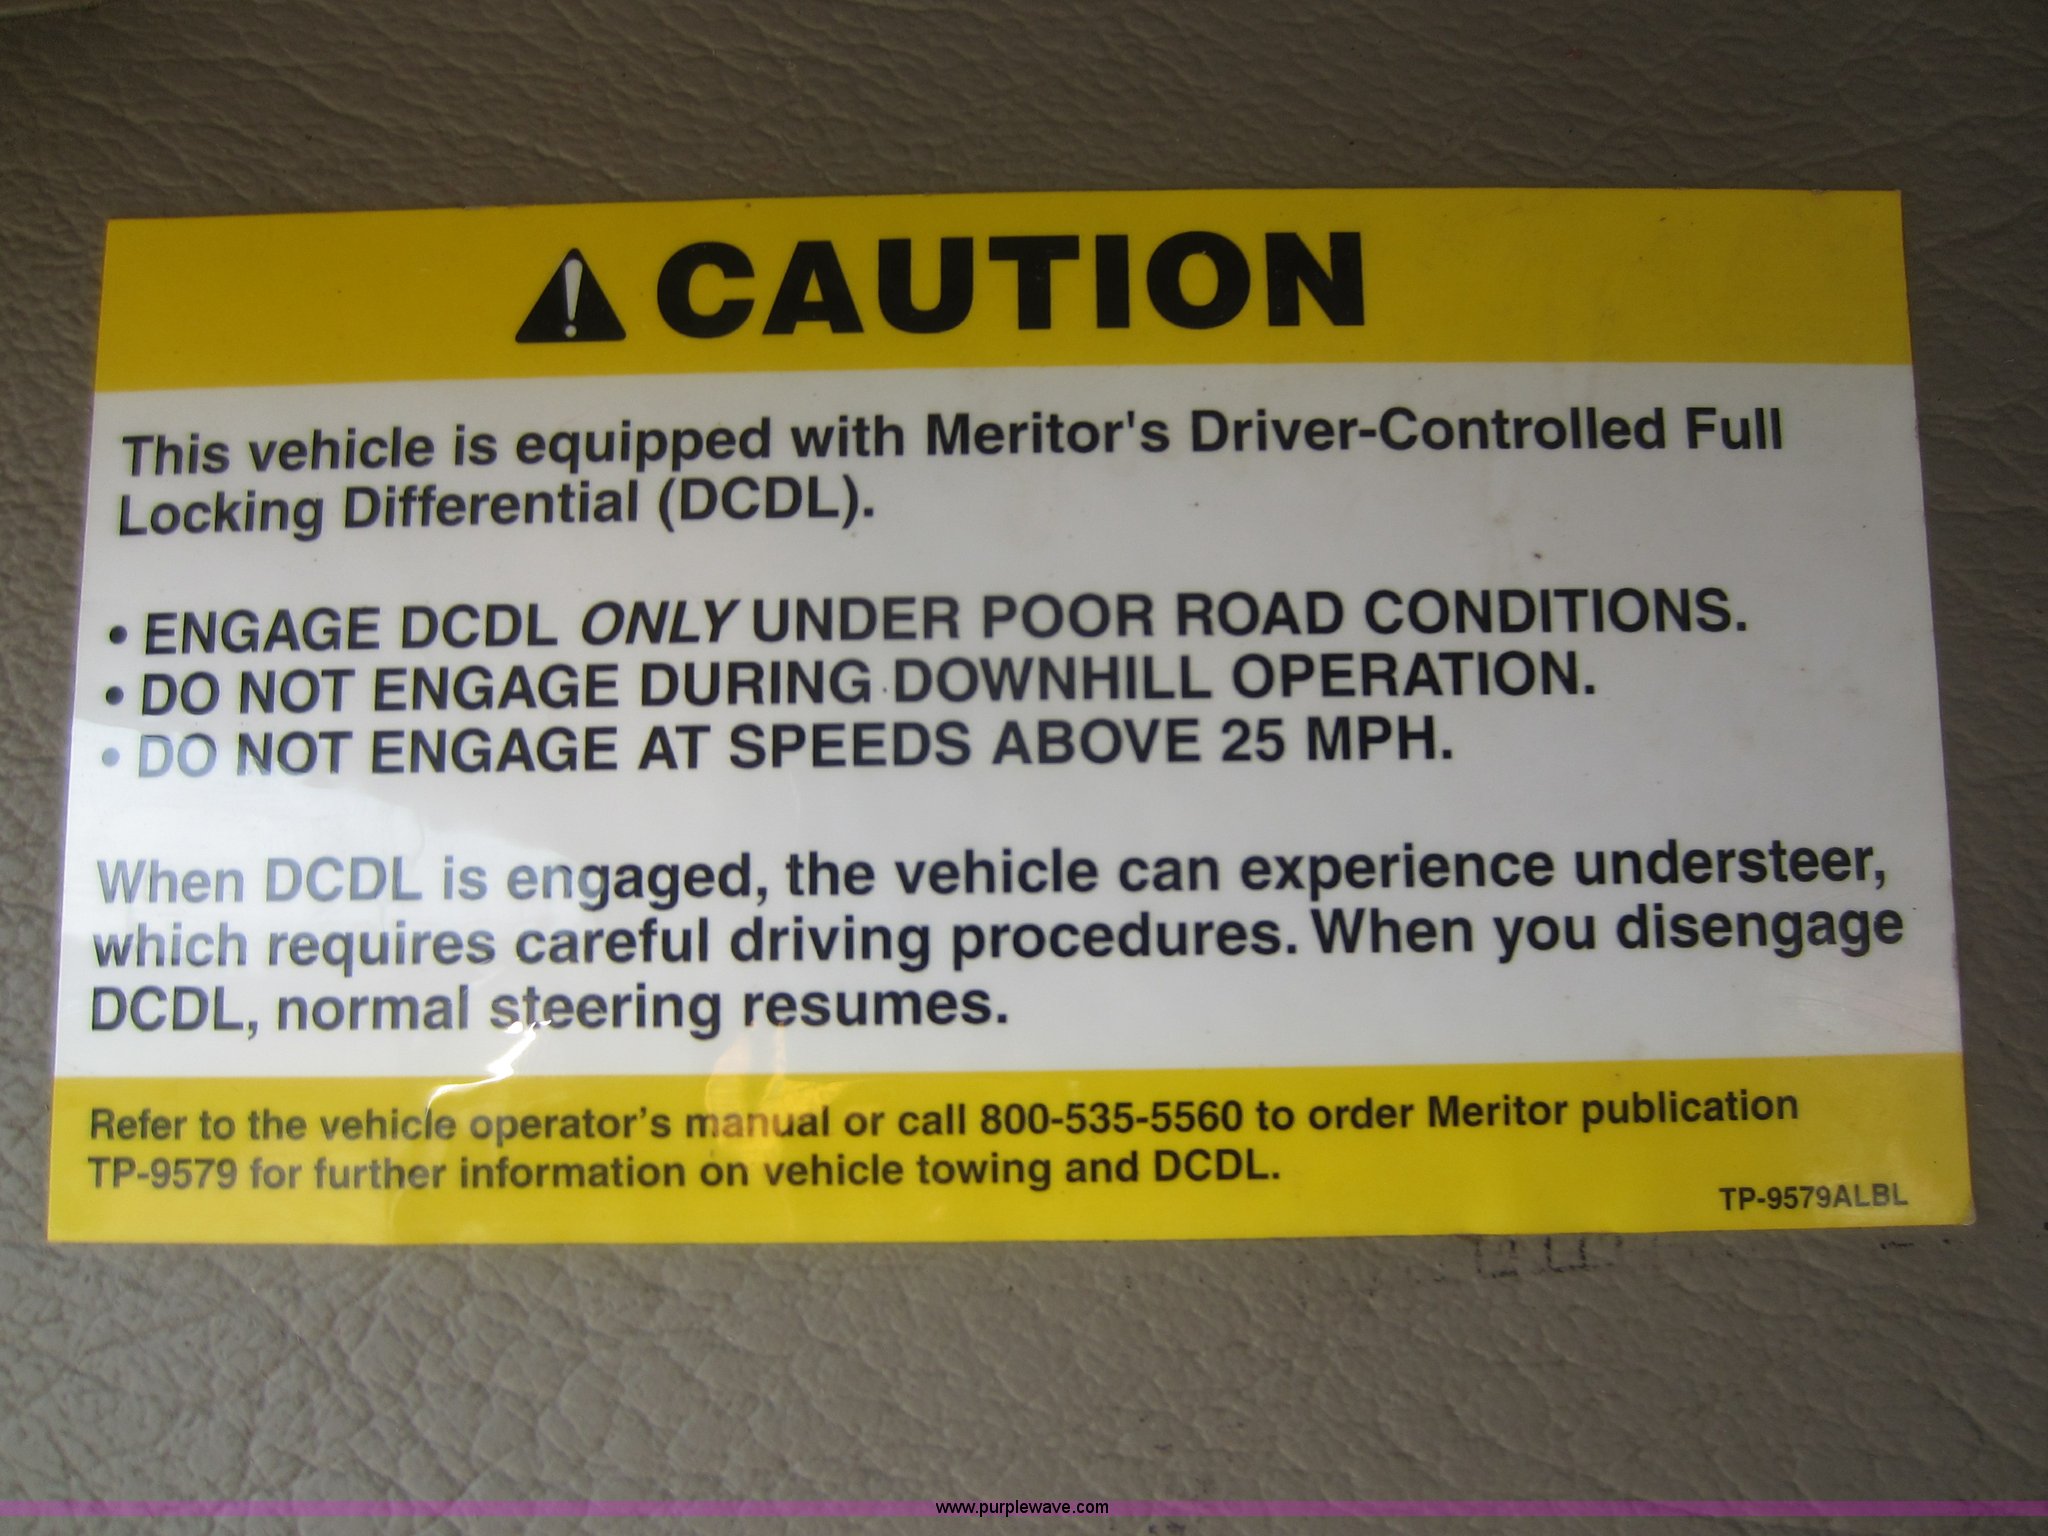 CAUTION
This vehicle is equipped with Meritor's Driver-Controlled Full
Locking Differential (DCDL).
• ENGAGE DCDL ONLY UNDER POOR ROAD CONDITIONS.
• DO NOT ENGAGE DURING DOWNHILL OPERATION.
• DO NOT ENGAGE AT SPEEDS ABOVE 25 MPH.
When DCDL is engaged, the vehicle can experience understeer,
which requires careful driving procedures. When you disengage
DCDL, normal steering resumes.
Refer to the vehicle operator's manual or call 800-535-5560 to order Meritor publication
TP-9579 for further information on vehicle towing and DCDL.
TP-9579ALBL
www.purplewave.com